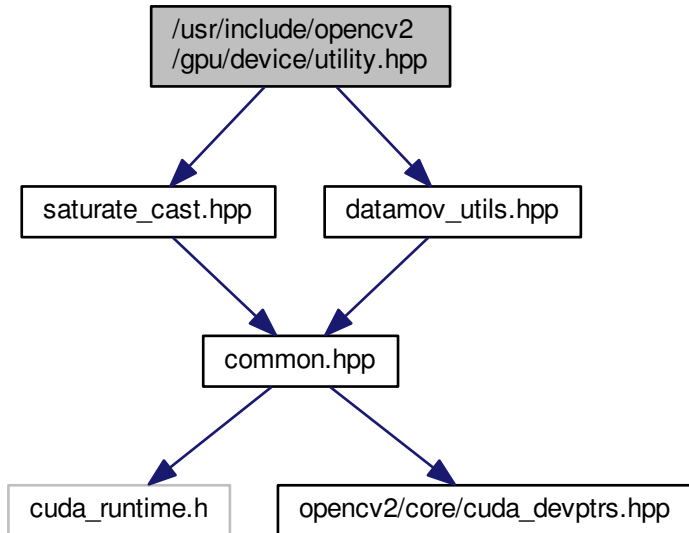 /usr/include/opencv2
/gpu/device/utility.hpp
saturate_cast.hpp
datamov_utils.hpp
common.hpp
cuda_runtime.h
opencv2/core/cuda_devptrs.hpp